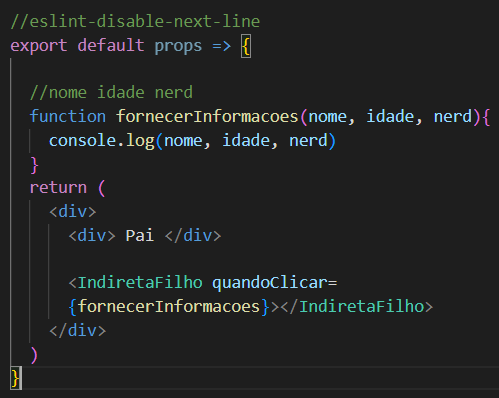 //eslint-disable-next-line
export default props => {
//nome idade nerd
function fornecerInformacoes(nome, idade, nerd){
console.log(nome, idade, nerd)
}
return (
<div>
<div> Pai </div>
<IndiretaFilho quandoClicar=
{fornecerInformacoes}></IndiretaFilho>
</div>
)
}